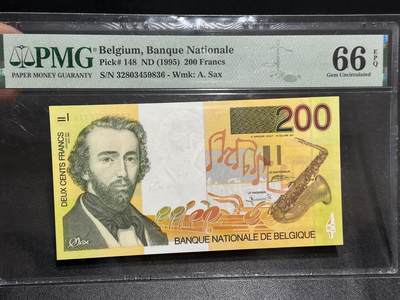 PMG
PAPER MONEY GUARANTY
Belgium, Banque Nationale
Pick# 148 ND (1995) 200 Francs
S/N 32803459836 - Wmk: A. Sax
66 EPQ
Gem Uncirculated
200
DEUX CENTS FRANCS
Sax
BANQUE NATIONALE DE BELGIQUE